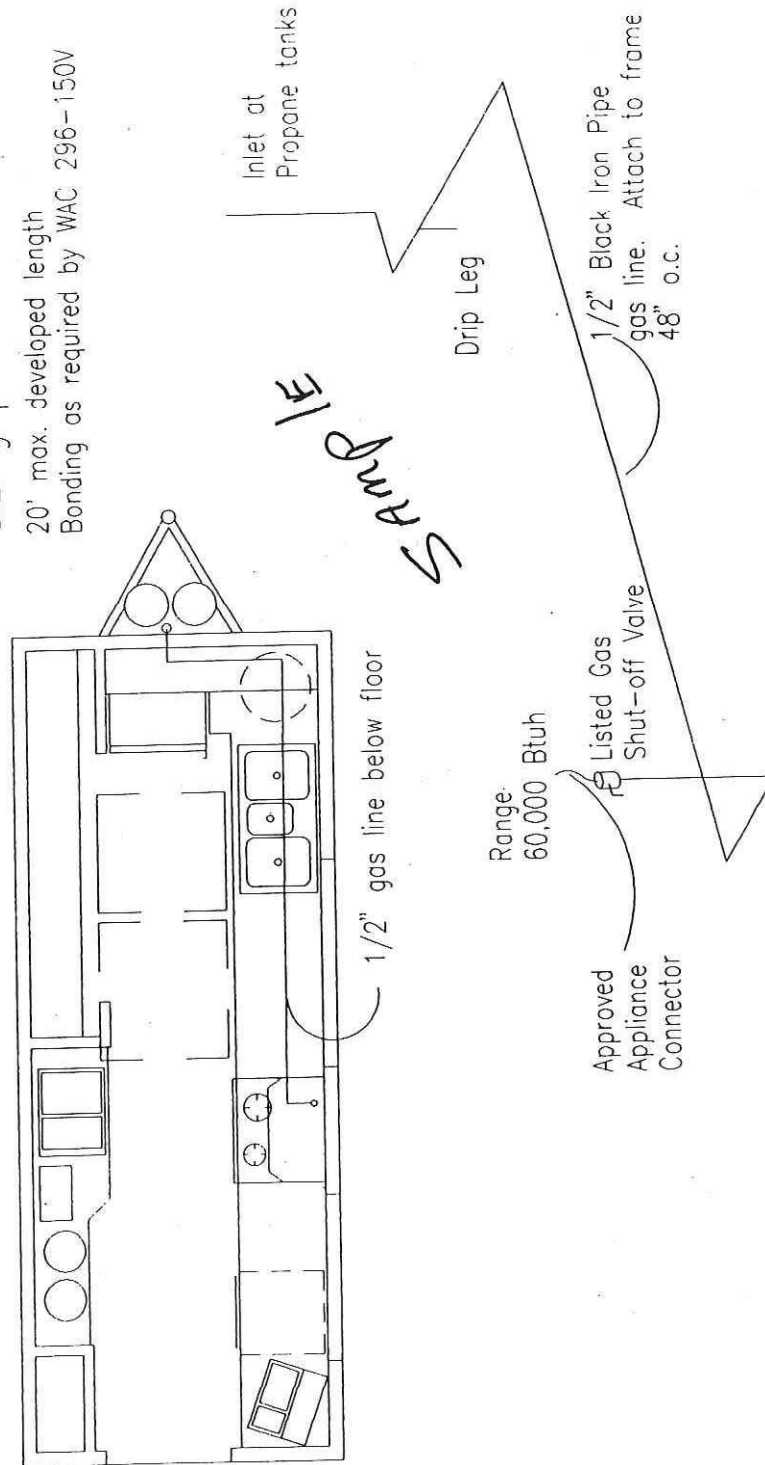 20' max. developed length
Bonding as required by WAC 296-150V
Inlet at
Propane tanks
SAMPLE
Drip Leg
1/2" Black Iron Pipe
gas line. Attach to frame
48" o.c.
1/2" gas line below floor
Range
60,000 Btuh
Listed Gas
Shut-off Valve
Approved
Appliance
Connector